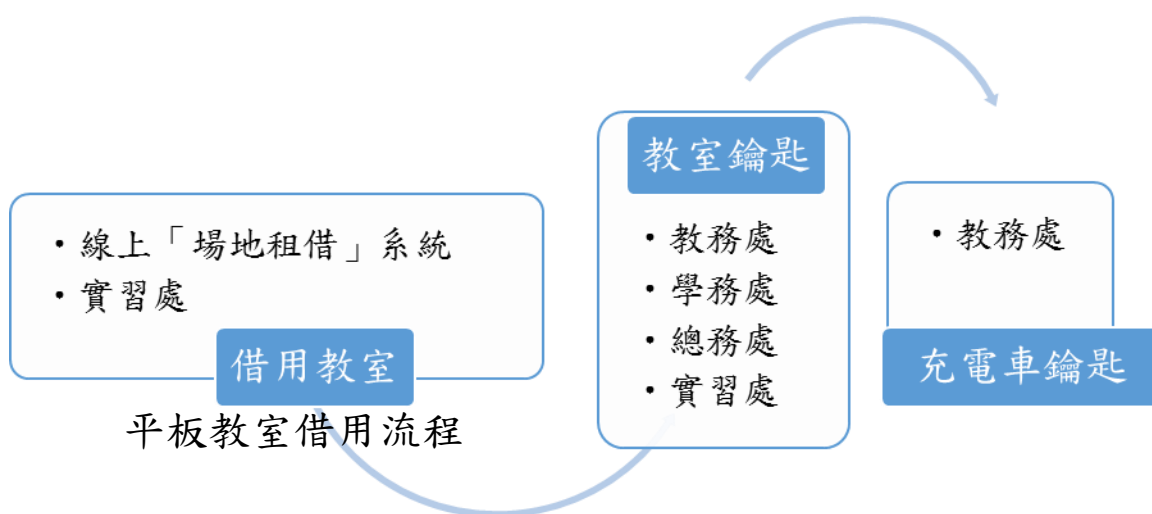 ・線上「場地租借」系統
・實習處
借用教室
平板教室借用流程
教室鑰匙
・教務處
・學務處
・總務處
・實習處
・教務處
充電車鑰匙